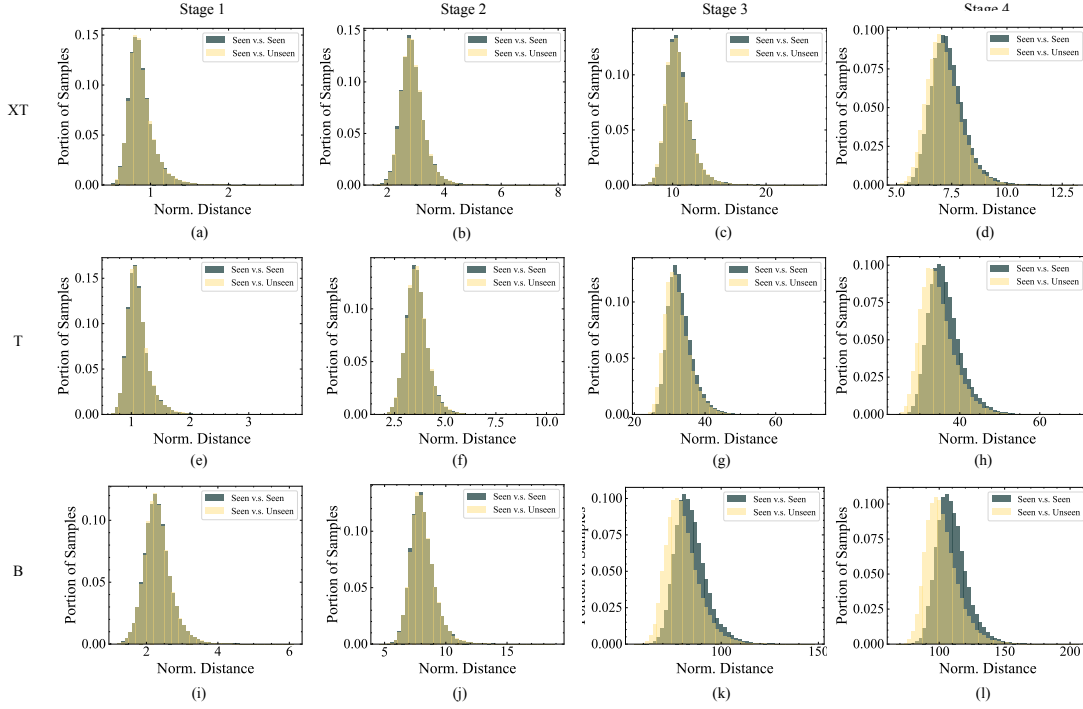 Stage 1
Stage 2
Stage 3
Stage 4
XT
Portion of Samples
0.15
0.10
0.05
0.00
Seen v.s. Seen
Seen v.s. Unseen
1
2
Norm. Distance
(a)
Portion of Samples
0.15
0.10
0.05
0.00
Seen v.s. Seen
Seen v.s. Unseen
2
4
6
8
Norm. Distance
(b)
Portion of Samples
0.10
0.05
0.00
Seen v.s. Seen
Seen v.s. Unseen
10
20
Norm. Distance
(c)
Portion of Samples
0.100
0.075
0.050
0.025
0.000
Seen v.s. Seen
Seen v.s. Unseen
5.0
7.5
10.0
12.5
Norm. Distance
(d)
T
Portion of Samples
0.15
0.10
0.05
0.00
Seen v.s. Seen
Seen v.s. Unseen
1
2
3
Norm. Distance
(e)
Portion of Samples
0.10
0.05
0.00
Seen v.s. Seen
Seen v.s. Unseen
2.5
5.0
7.5
10.0
Norm. Distance
(f)
Portion of Samples
0.10
0.05
0.00
Seen v.s. Seen
Seen v.s. Unseen
20
40
60
Norm. Distance
(g)
Portion of Samples
0.100
0.075
0.050
0.025
0.000
Seen v.s. Seen
Seen v.s. Unseen
40
60
Norm. Distance
(h)
B
Portion of Samples
0.10
0.05
0.00
Seen v.s. Seen
Seen v.s. Unseen
2
4
6
Norm. Distance
(i)
Portion of Samples
0.10
0.05
0.00
Seen v.s. Seen
Seen v.s. Unseen
5
10
15
Norm. Distance
(j)
Portion of Samples
0.100
0.075
0.050
0.025
0.000
Seen v.s. Seen
Seen v.s. Unseen
100
150
Norm. Distance
(k)
Portion of Samples
0.100
0.075
0.050
0.025
0.000
Seen v.s. Seen
Seen v.s. Unseen
100
150
200
Norm. Distance
(l)